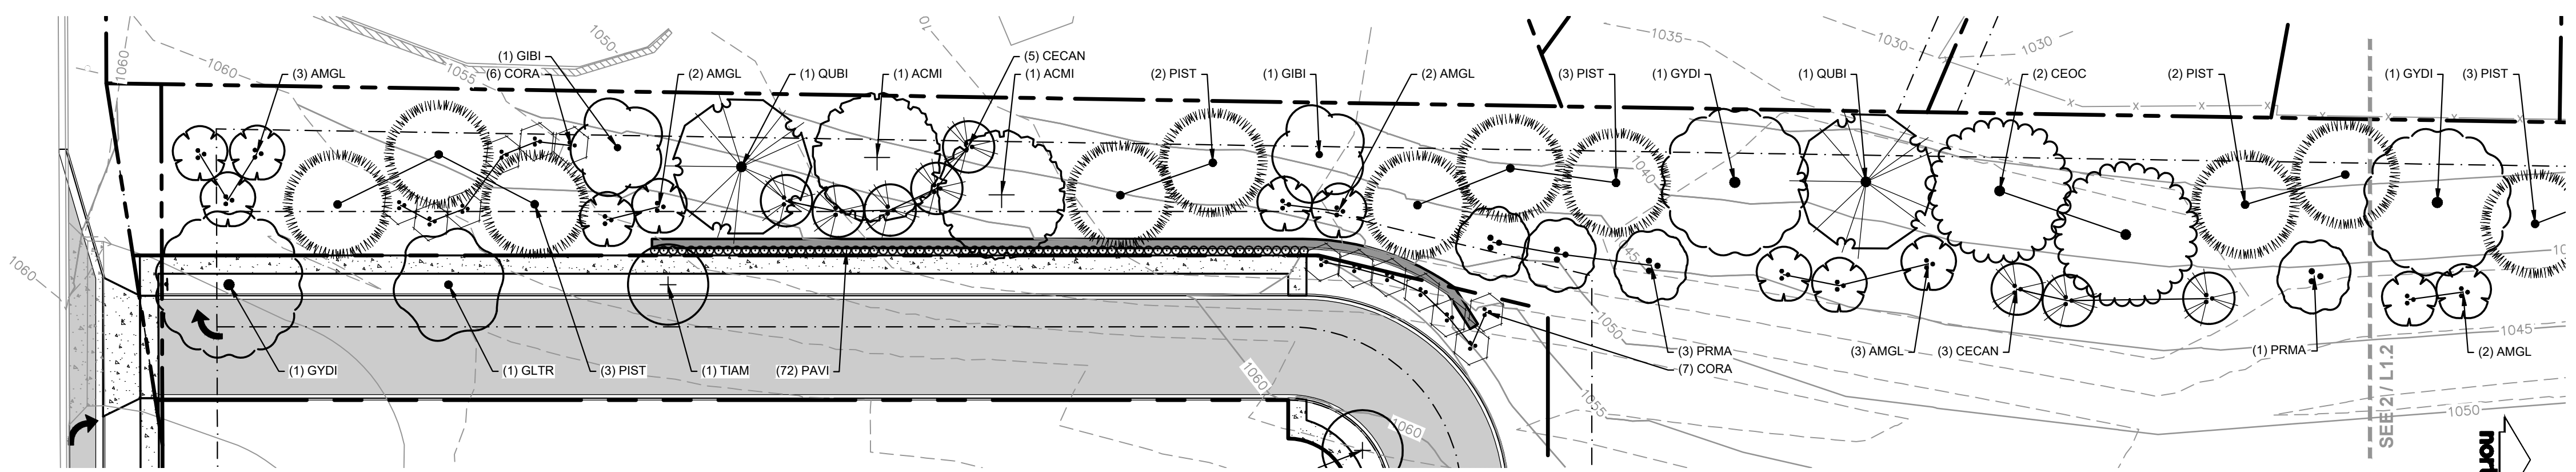 (1) GIBI
(5) CECAN
1050
1060
1060
1055
(6) CORA
(3) AMGL
(2) AMGL
(1) QUBI
(1) ACMI
(1) ACMI
(2) PIST
(1) GIBI
(2) AMGL
(3) PIST
(1) GYDI
(1) QUBI
(2) CEOC
(2) PIST
(1) GYDI
(3) PIST
1035
1030
1030
x
x
x
x
x
x
x
1040
1060
1050
1045
(1) GYDI
(1) GLTR
(3) PIST
(1) TIAM
(72) PAVI
(3) PRMA
(7) CORA
(3) AMGL
(3) CECAN
(1) PRMA
(2) AMGL
1060
1055
1060
1050
SEE 2 / L1.2